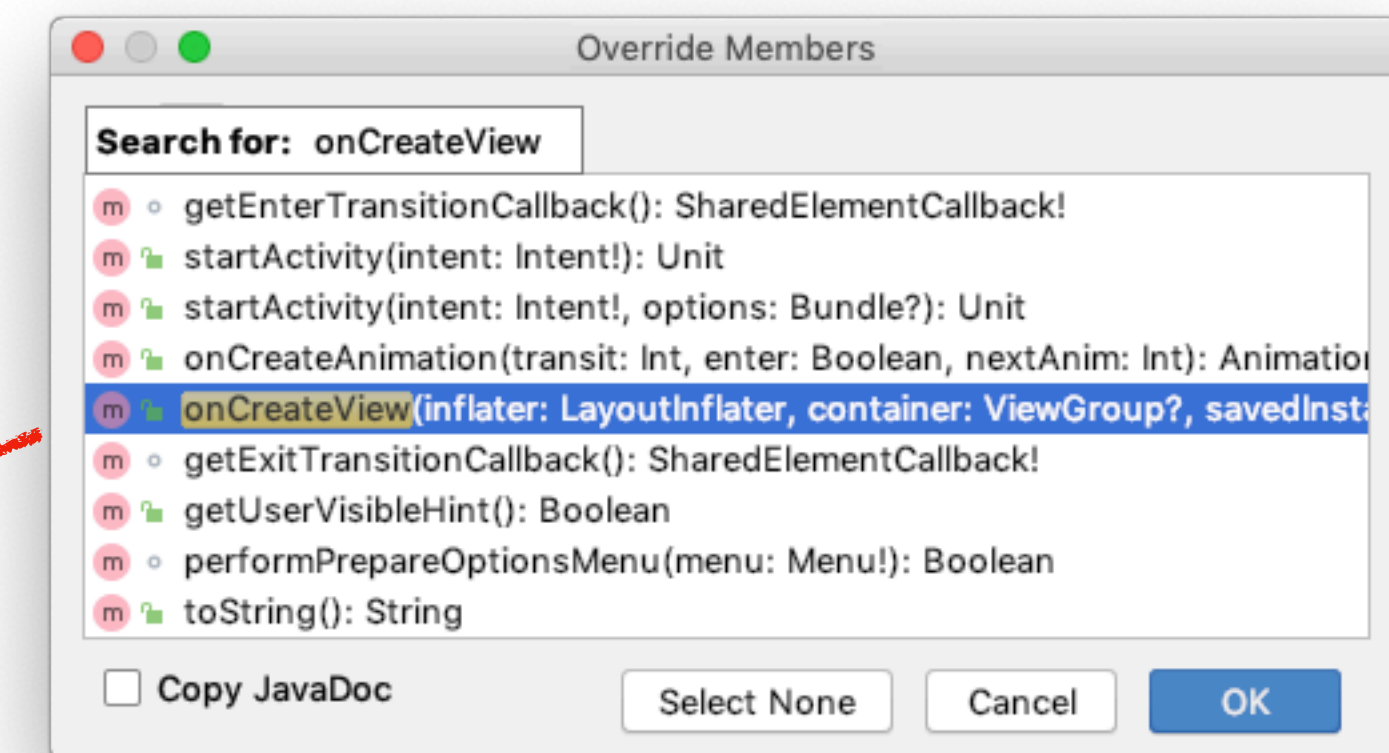 Override Members
Search for: onCreateView
m getEnterTransitionCallback(): SharedElementCallback!
m startActivity(intent: Intent!): Unit
m startActivity(intent: Intent!, options: Bundle?): Unit
m onCreateAnimation(transit: Int, enter: Boolean, nextAnim: Int): Animation
m onCreateView(inflater: LayoutInflater, container: ViewGroup?, savedInsta
m getExitTransitionCallback(): SharedElementCallback!
m getUserVisibleHint(): Boolean
m performPrepareOptionsMenu(menu: Menu!): Boolean
m toString(): String
Copy JavaDoc Select None Cancel OK